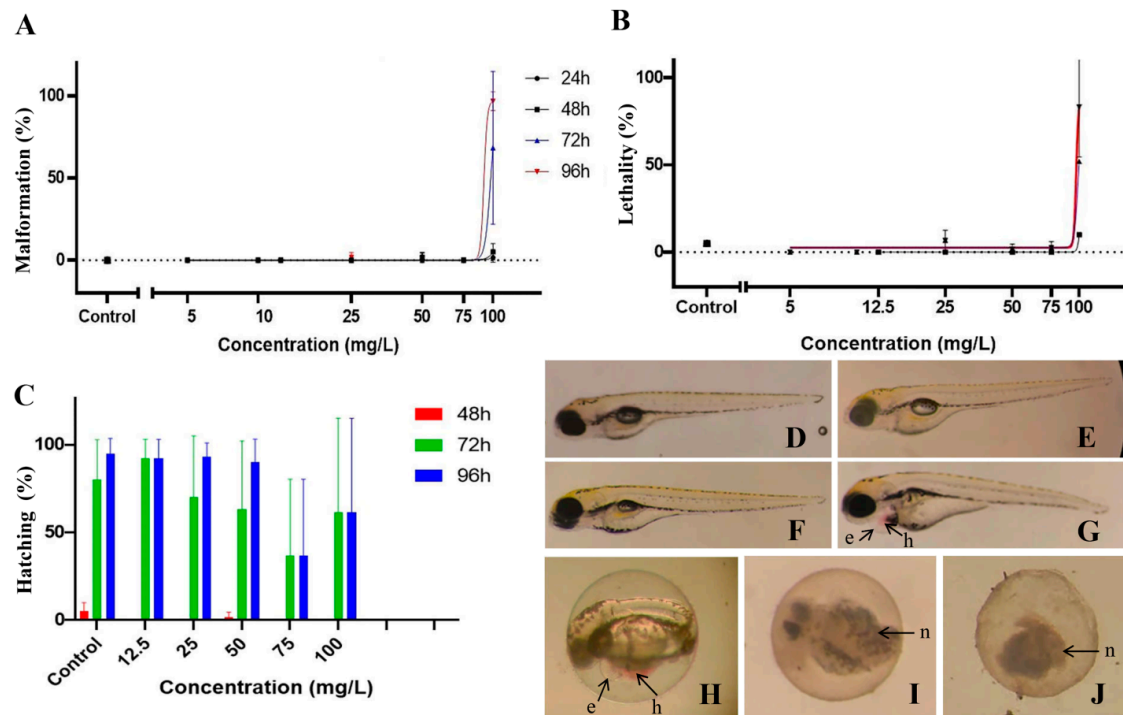 A
Malformation (%)
100
50
0
Control
5
10
25
50
75
100
Concentration (mg/L)
24h
48h
72h
96h
B
Lethality (%)
100
50
0
Control
5
12.5
25
50
75
100
Concentration (mg/L)
C
Hatching (%)
100
50
0
Control
12.5
25
50
75
100
Concentration (mg/L)
48h
72h
96h
D
E
F
G
e
h
H
e
h
I
n
J
n